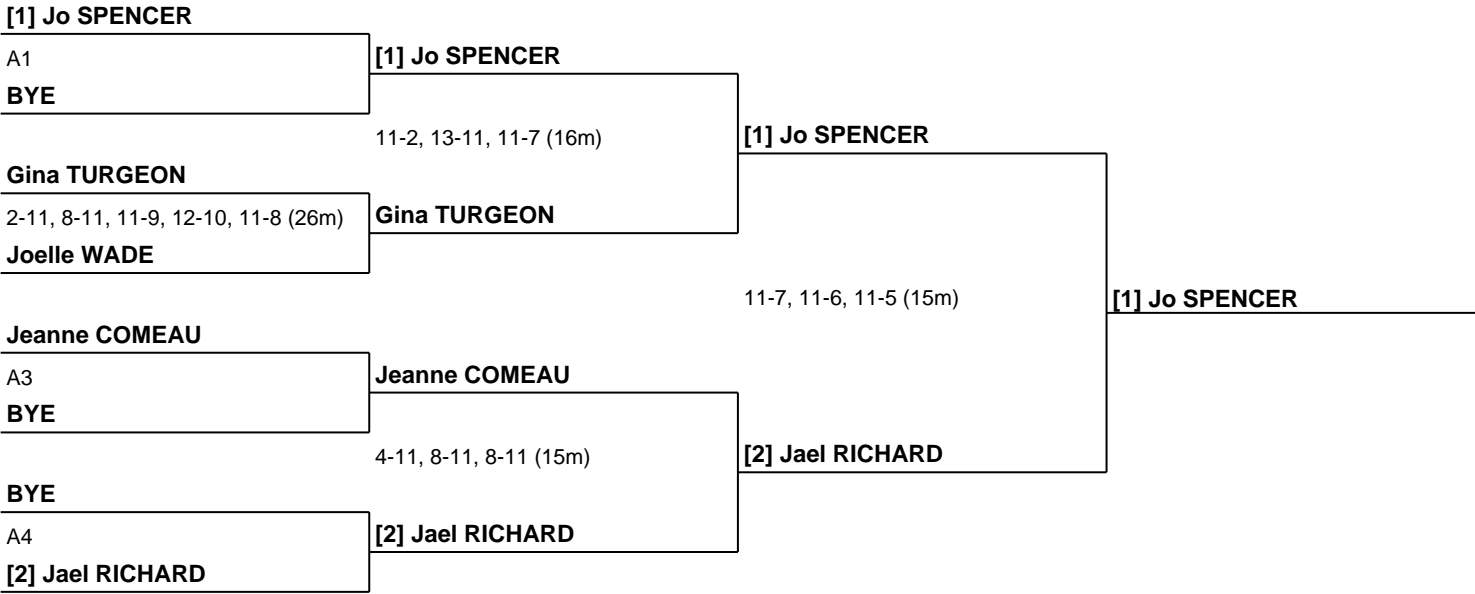 [1] Jo SPENCER
A1
BYE
Gina TURGEON
2-11, 8-11, 11-9, 12-10, 11-8 (26m)
Joelle WADE
Jeanne COMEAU
A3
BYE
BYE
A4
[2] Jael RICHARD
[1] Jo SPENCER
11-2, 13-11, 11-7 (16m)
Gina TURGEON
Jeanne COMEAU
4-11, 8-11, 8-11 (15m)
[2] Jael RICHARD
[1] Jo SPENCER
11-7, 11-6, 11-5 (15m)
[2] Jael RICHARD
[1] Jo SPENCER